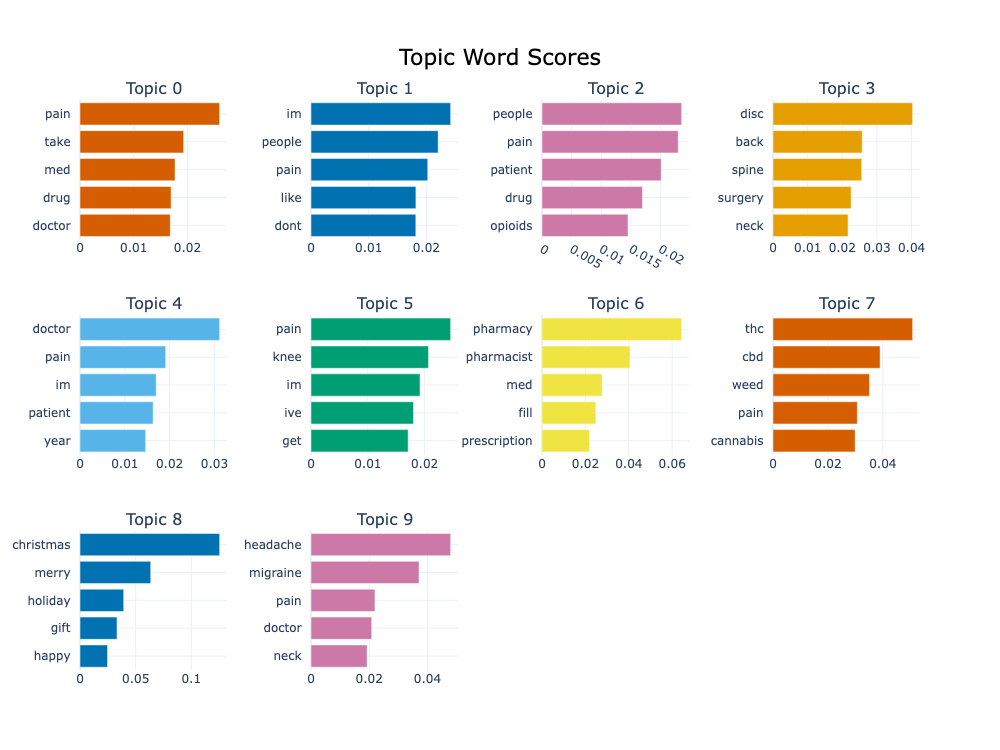 Topic Word Scores
Topic 0
pain
take
med
drug
doctor
0 0.01 0.02
Topic 1
im
people
pain
like
dont
0 0.01 0.02
Topic 2
people
pain
patient
drug
opioids
0 0.005 0.01 0.015 0.02
Topic 3
disc
back
spine
surgery
neck
0 0.01 0.02 0.03 0.04
Topic 4
doctor
pain
im
patient
year
0 0.01 0.02 0.03
Topic 5
pain
knee
im
ive
get
0 0.01 0.02
Topic 6
pharmacy
pharmacist
med
fill
prescription
0 0.02 0.04 0.06
Topic 7
thc
cbd
weed
pain
cannabis
0 0.02 0.04
Topic 8
christmas
merry
holiday
gift
happy
0 0.05 0.1
Topic 9
headache
migraine
pain
doctor
neck
0 0.02 0.04